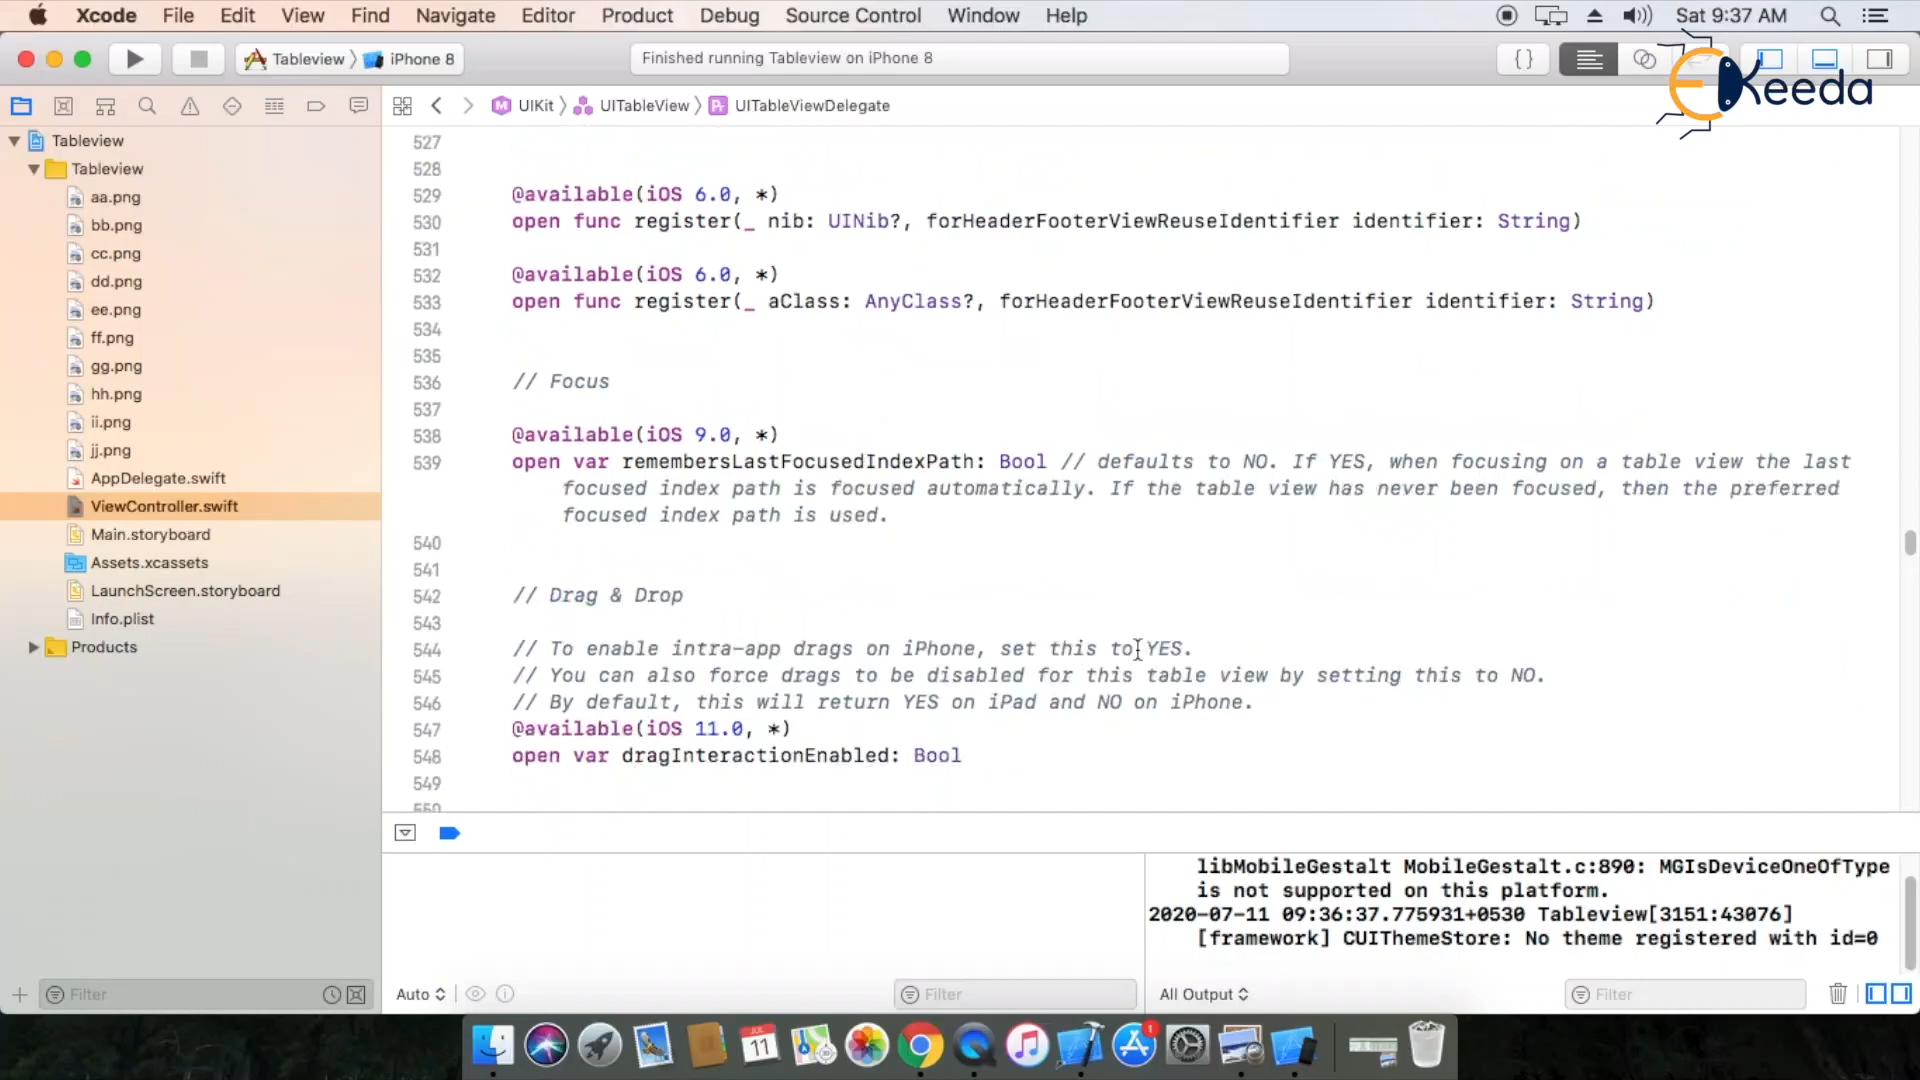 Xcode File Edit View Find Navigate Editor Product Debug Source Control Window Help Sat 9:37 AM
Tableview iPhone 8 Finished running Tableview on iPhone 8 { }
Keeda
UIKit UITableView Pr UITableViewDelegate
Tableview
Tableview
aa.png
bb.png
cc.png
dd.png
ee.png
ff.png
gg.png
hh.png
ii.png
jj.png
AppDelegate.swift
ViewController.swift
Main.storyboard
Assets.xcassets
LaunchScreen.storyboard
Info.plist
Products
527
528
529 @available(iOS 6.0, *)
530 open func register(_ nib: UINib?, forHeaderFooterViewReuseIdentifier identifier: String)
531
532 @available(iOS 6.0, *)
533 open func register(_ aClass: AnyClass?, forHeaderFooterViewReuseIdentifier identifier: String)
534
535
536 // Focus
537
538 @available(iOS 9.0, *)
539 open var remembersLastFocusedIndexPath: Bool // defaults to NO. If YES, when focusing on a table view the last
focused index path is focused automatically. If the table view has never been focused, then the preferred
focused index path is used.
540
541
542 // Drag & Drop
543
544 // To enable intra-app drags on iPhone, set this to YES.
545 // You can also force drags to be disabled for this table view by setting this to NO.
546 // By default, this will return YES on iPad and NO on iPhone.
547 @available(iOS 11.0, *)
548 open var dragInteractionEnabled: Bool
549
550
libMobileGestalt MobileGestalt.c:890: MGIsDeviceOneOfType
is not supported on this platform.
2020-07-11 09:36:37.775931+0530 Tableview[3151:43076]
[framework] CUIThemeStore: No theme registered with id=0
Filter Auto Filter All Output Filter
JUL
11
1